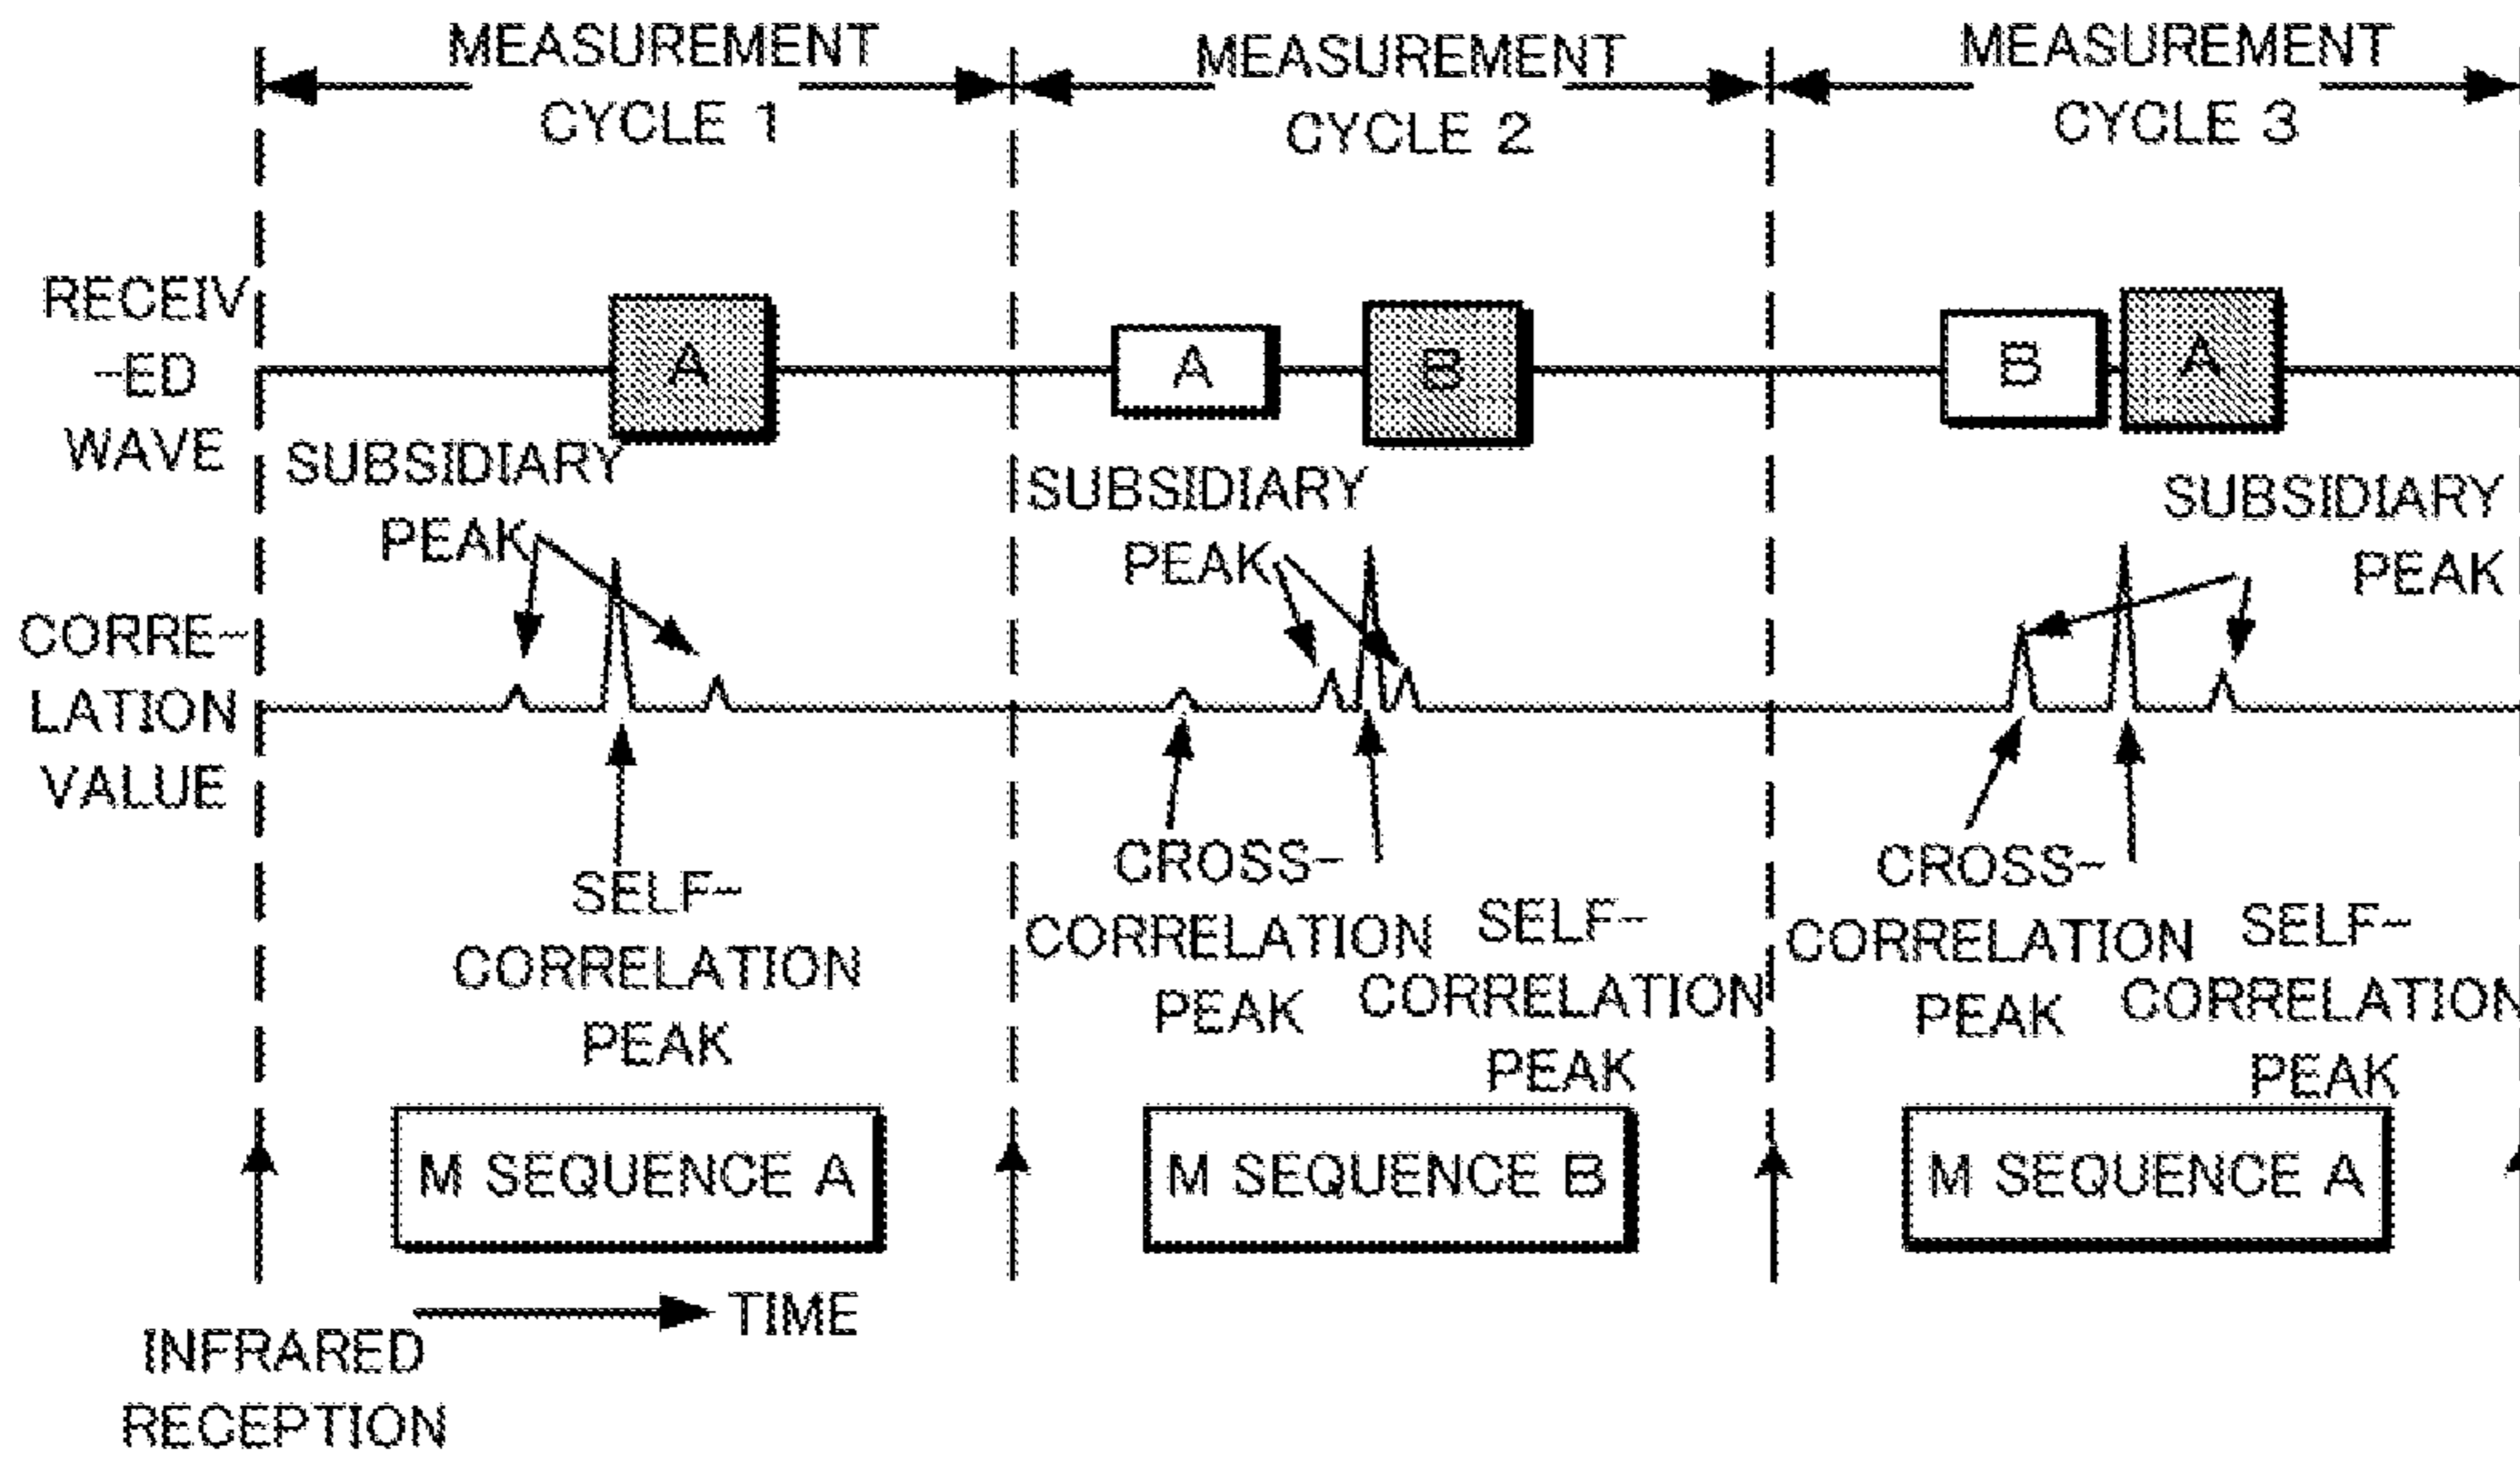 MEASUREMENT
CYCLE 1
MEASUREMENT
CYCLE 2
MEASUREMENT
CYCLE 3
RECEIV
-ED
WAVE
A
A
B
B
A
SUBSIDIARY
PEAK
SUBSIDIARY
PEAK
SUBSIDIARY
PEAK
CORRE-
LATION
VALUE
SELF-
CORRELATION
PEAK
CROSS-
CORRELATION
PEAK
SELF-
CORRELATION
PEAK
CROSS-
CORRELATION
PEAK
SELF-
CORRELATION
PEAK
M SEQUENCE A
M SEQUENCE B
M SEQUENCE A
TIME
INFRARED
RECEPTION